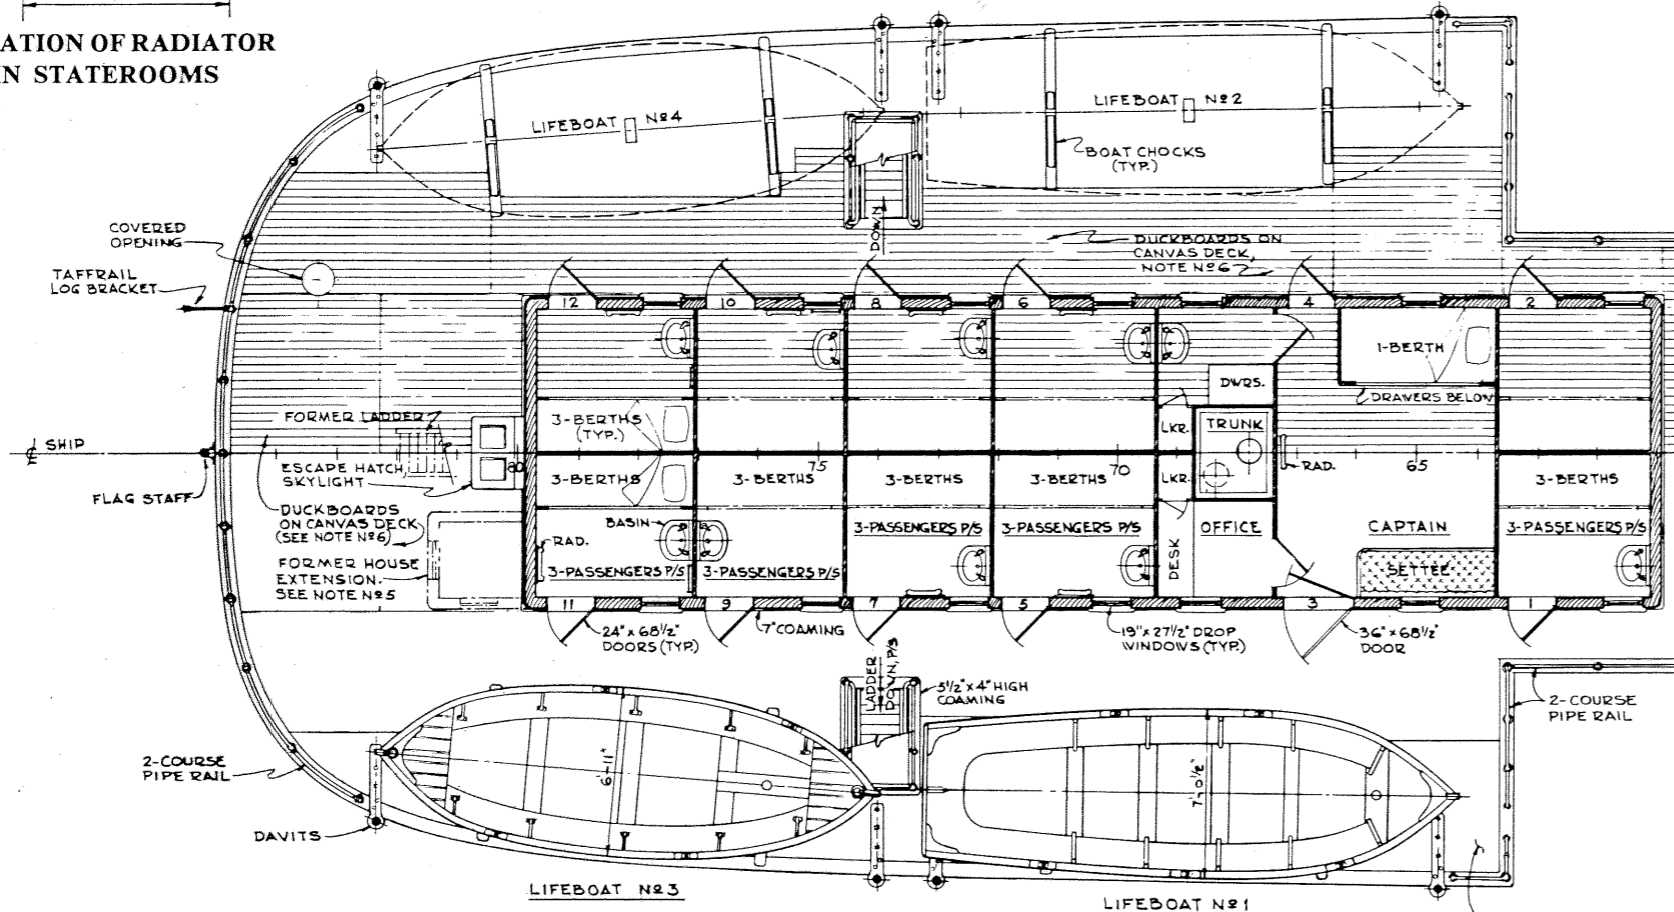 ATION OF RADIATOR
IN STATEROOMS
LIFEBOAT Nº4
LIFEBOAT Nº2
BOAT CHOCKS
(TYP.)
COVERED
OPENING
TAFFRAIL
LOG BRACKET
DOWN
DUCKBOARDS ON
CANVAS DECK,
NOTE Nº6
12
10
8
6
4
2
1-BERTH
DWRS.
DRAWERS BELOW
FORMER LADDER
3-BERTHS
(TYP.)
LKR.
TRUNK
SHIP
80
75
70
65
RAD.
ESCAPE HATCH
SKYLIGHT
FLAG STAFF
3-BERTHS
3-BERTHS
3-BERTHS
3-BERTHS
LKR.
3-BERTHS
DUCKBOARDS
ON CANVAS DECK
(SEE NOTE Nº6)
BASIN
3-PASSENGERS P/S
3-PASSENGERS P/S
OFFICE
CAPTAIN
3-PASSENGERS P/S
RAD.
DESK
FORMER HOUSE
EXTENSION.
SEE NOTE Nº5
3-PASSENGERS P/S
3-PASSENGERS P/S
SETTEE
11
9
7
5
3
1
24" x 68½"
DOORS (TYP.)
7" COAMING
19" x 27½" DROP
WINDOWS (TYP.)
36" x 68½"
DOOR
LADDER
DOWN, P/S
3½" x 4" HIGH
COAMING
2-COURSE
PIPE RAIL
2-COURSE
PIPE RAIL
6'-11"
7'-0½"
DAVITS
LIFEBOAT Nº3
LIFEBOAT Nº1